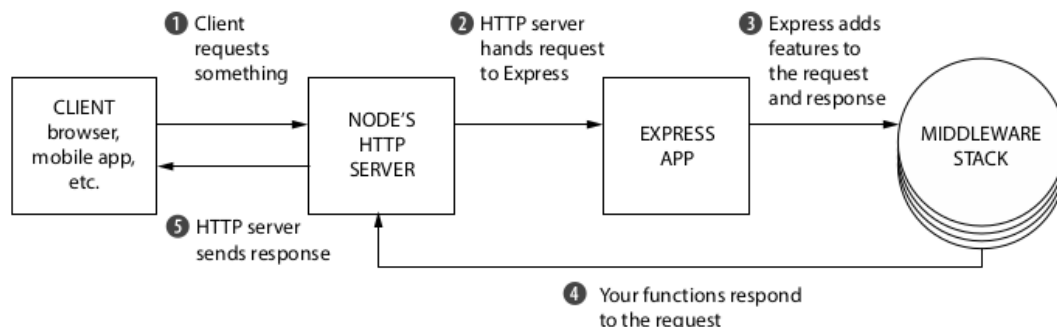 1 Client
requests
something
2 HTTP server
hands request
to Express
3 Express adds
features to
the request
and response
CLIENT
browser,
mobile app,
etc.
NODE'S
HTTP
SERVER
EXPRESS
APP
MIDDLEWARE
STACK
5 HTTP server
sends response
4 Your functions respond
to the request